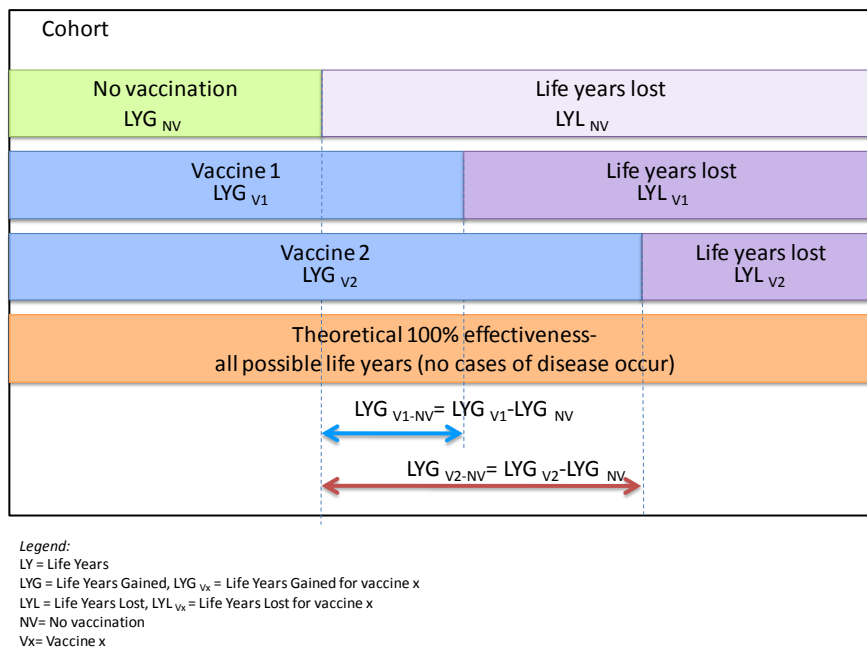 Cohort
No vaccination
LYG NV
Life years lost
LYL NV
Vaccine 1
LYG V1
Life years lost
LYL V1
Vaccine 2
LYG V2
Life years lost
LYL V2
Theoretical 100% effectiveness-
all possible life years (no cases of disease occur)
LYG V1-NV= LYG V1-LYG NV
LYG V2-NV= LYG V2-LYG NV
Legend:
LY = Life Years
LYG = Life Years Gained, LYG Vx = Life Years Gained for vaccine x
LYL = Life Years Lost, LYL Vx = Life Years Lost for vaccine x
NV= No vaccination
Vx= Vaccine x